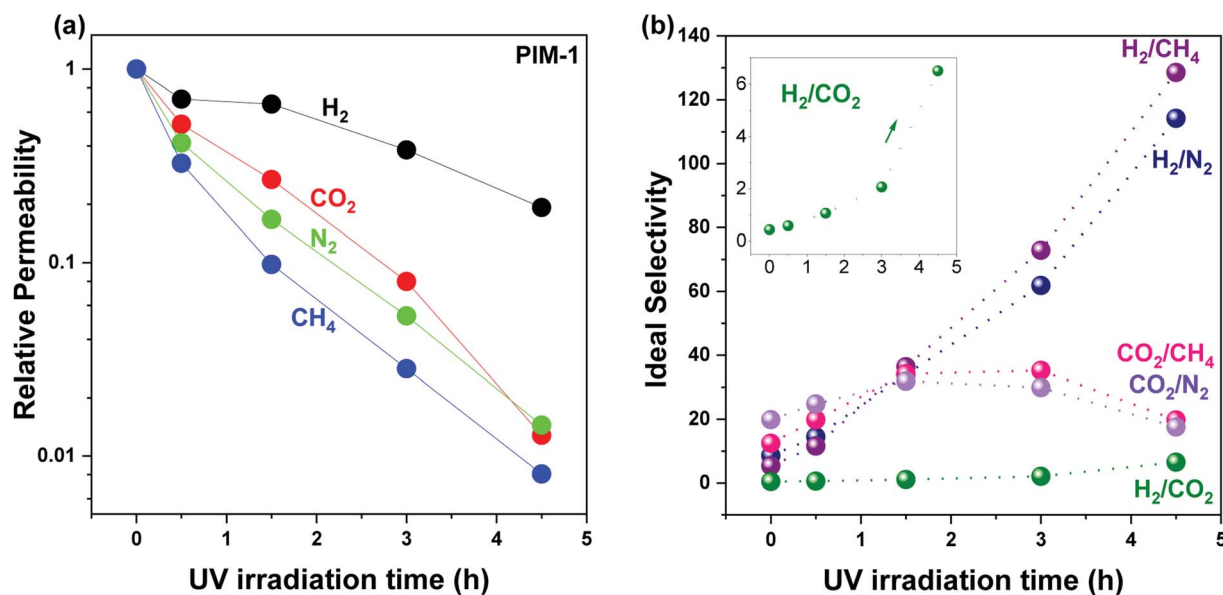 (a)
PIM-1
1
0.1
0.01
H₂
CO₂
N₂
CH₄
Relative Permeability
0 1 2 3 4 5
UV irradiation time (h)
(b)
140
120
100
80
60
40
20
0
Ideal Selectivity
H₂/CH₄
H₂/N₂
CO₂/CH₄
CO₂/N₂
H₂/CO₂
H₂/CO₂
6
4
2
0
0 1 2 3 4 5
0 1 2 3 4 5
UV irradiation time (h)